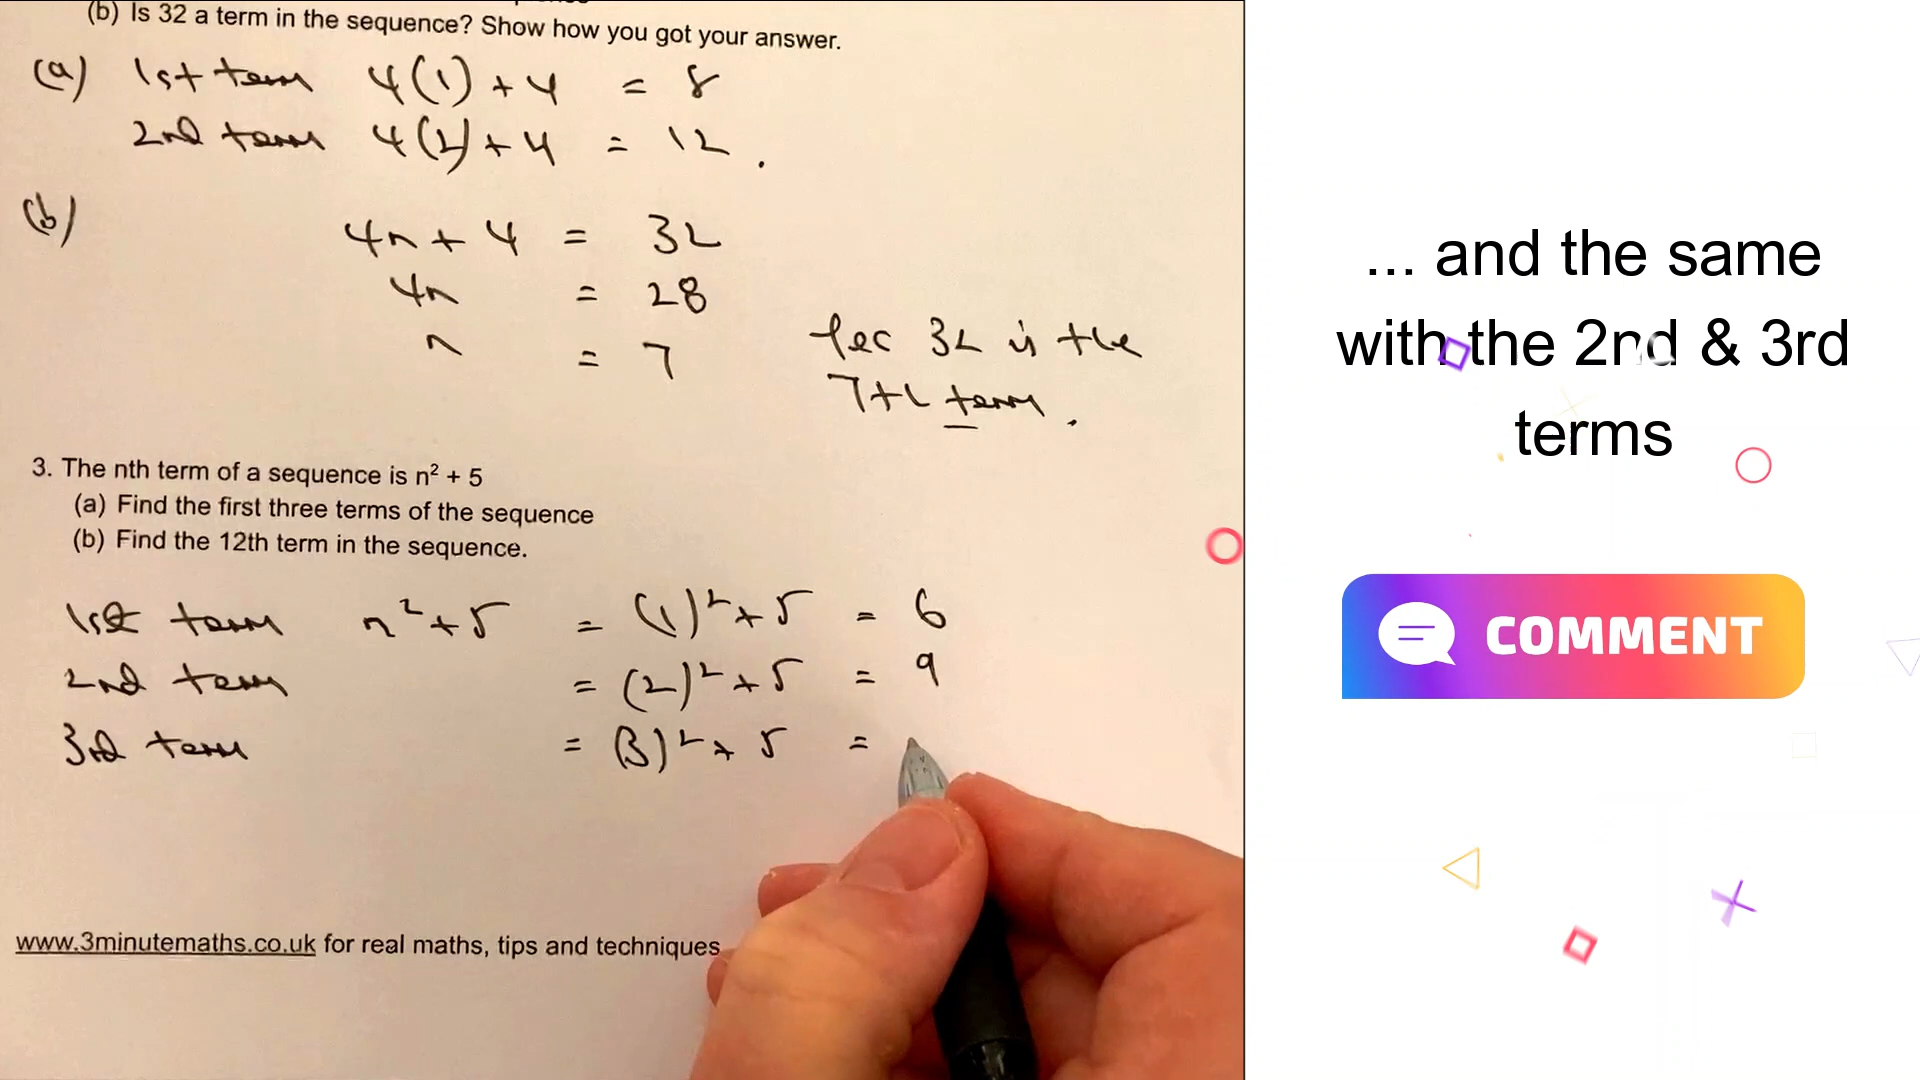 (b) Is 32 a term in the sequence? Show how you got your answer.
(a) 1st term 4(1) + 4 = 8
2nd term 4(2) + 4 = 12.
(b)
4n + 4 = 32
4n = 28
n = 7
Yes 32 is the
7th term.
3. The nth term of a sequence is n² + 5
(a) Find the first three terms of the sequence
(b) Find the 12th term in the sequence.
1st term n² + 5 = (1)² + 5 = 6
2nd term = (2)² + 5 = 9
3rd term = (3)² + 5 =
www.3minutemaths.co.uk for real maths, tips and techniques
... and the same
with the 2nd & 3rd
terms
COMMENT